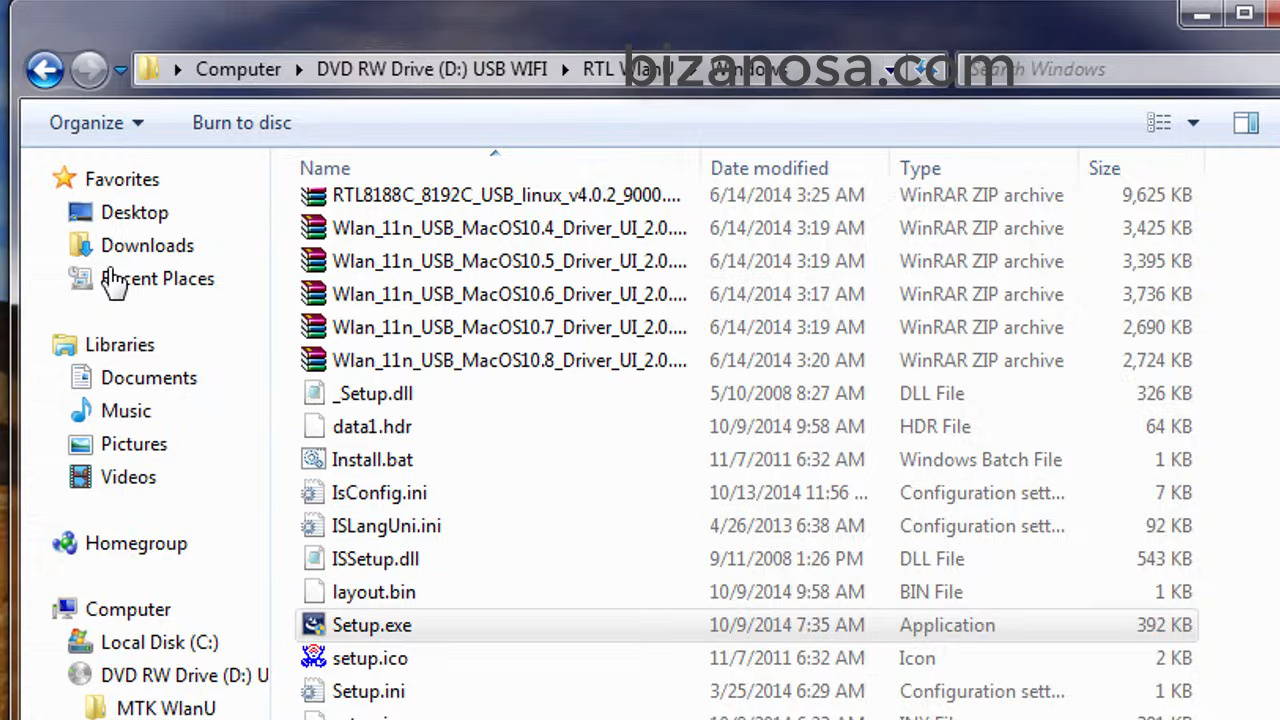 bizanosa.com
Computer DVD RW Drive (D:) USB WIFI RTL WlanU Windows Search Windows
Organize Burn to disc
Name Date modified Type Size
Favorites
Desktop
Downloads
Recent Places
Libraries
Documents
Music
Pictures
Videos
Homegroup
Computer
Local Disk (C:)
DVD RW Drive (D:) U
MTK WlanU
RTL8188C_8192C_USB_linux_v4.0.2_9000.... 6/14/2014 3:25 AM WinRAR ZIP archive 9,625 KB
Wlan_11n_USB_MacOS10.4_Driver_UI_2.0.... 6/14/2014 3:19 AM WinRAR ZIP archive 3,425 KB
Wlan_11n_USB_MacOS10.5_Driver_UI_2.0.... 6/14/2014 3:19 AM WinRAR ZIP archive 3,395 KB
Wlan_11n_USB_MacOS10.6_Driver_UI_2.0.... 6/14/2014 3:17 AM WinRAR ZIP archive 3,736 KB
Wlan_11n_USB_MacOS10.7_Driver_UI_2.0.... 6/14/2014 3:19 AM WinRAR ZIP archive 2,690 KB
Wlan_11n_USB_MacOS10.8_Driver_UI_2.0.... 6/14/2014 3:20 AM WinRAR ZIP archive 2,724 KB
_Setup.dll 5/10/2008 8:27 AM DLL File 326 KB
data1.hdr 10/9/2014 9:58 AM HDR File 64 KB
Install.bat 11/7/2011 6:32 AM Windows Batch File 1 KB
IsConfig.ini 10/13/2014 11:56 ... Configuration sett... 7 KB
ISLangUni.ini 4/26/2013 6:38 AM Configuration sett... 92 KB
ISSetup.dll 9/11/2008 1:26 PM DLL File 543 KB
layout.bin 10/9/2014 9:58 AM BIN File 1 KB
Setup.exe 10/9/2014 7:35 AM Application 392 KB
setup.ico 11/7/2011 6:32 AM Icon 2 KB
Setup.ini 3/25/2014 6:29 AM Configuration sett... 1 KB